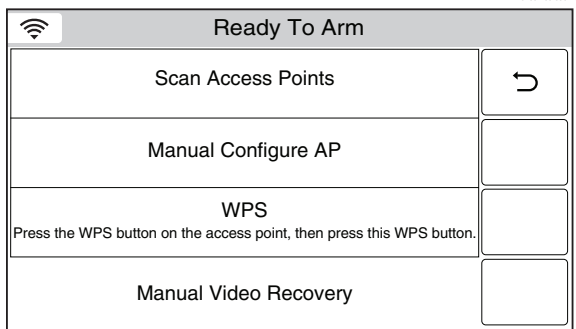 Ready To Arm
Scan Access Points
Manual Configure AP
WPS
Press the WPS button on the access point, then press this WPS button.
Manual Video Recovery